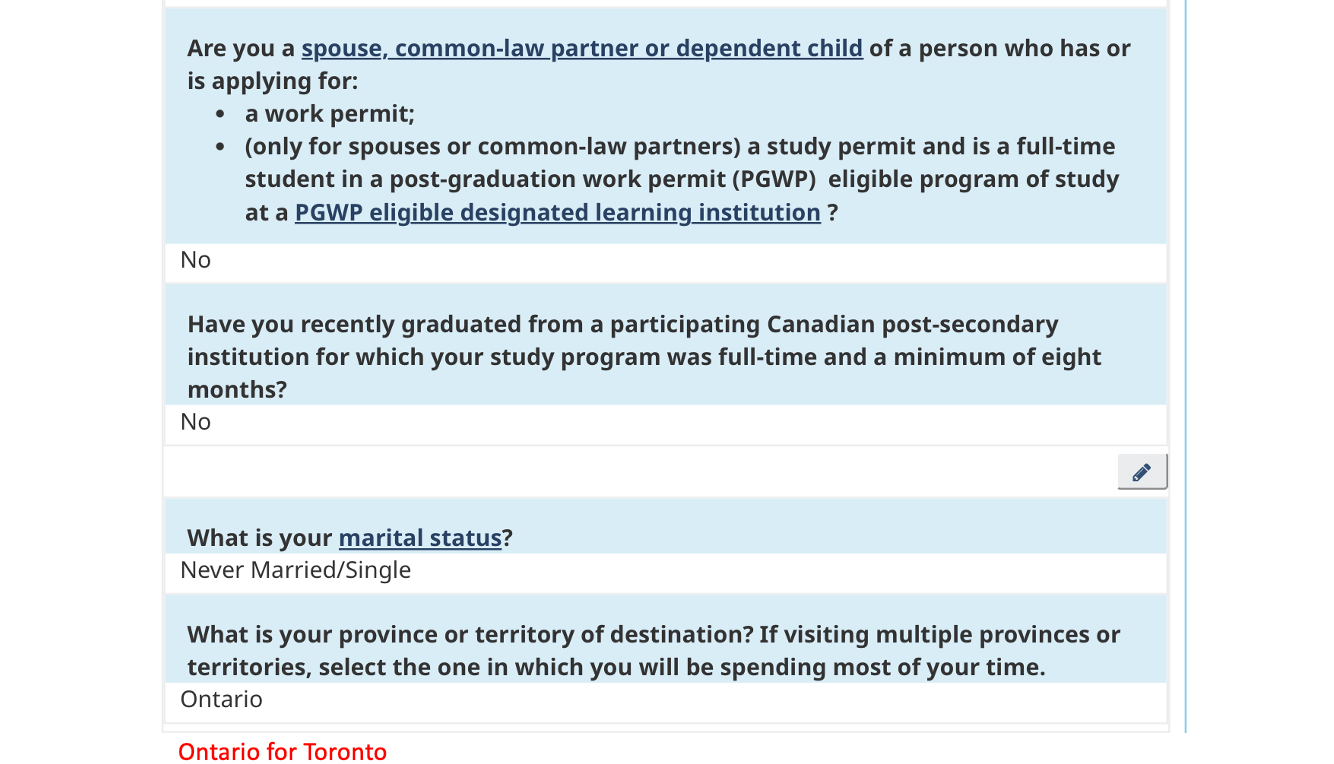 Are you a spouse, common-law partner or dependent child of a person who has or
is applying for:
• a work permit;
• (only for spouses or common-law partners) a study permit and is a full-time
student in a post-graduation work permit (PGWP) eligible program of study
at a PGWP eligible designated learning institution ?
No
Have you recently graduated from a participating Canadian post-secondary
institution for which your study program was full-time and a minimum of eight
months?
No
What is your marital status?
Never Married/Single
What is your province or territory of destination? If visiting multiple provinces or
territories, select the one in which you will be spending most of your time.
Ontario
Ontario for Toronto